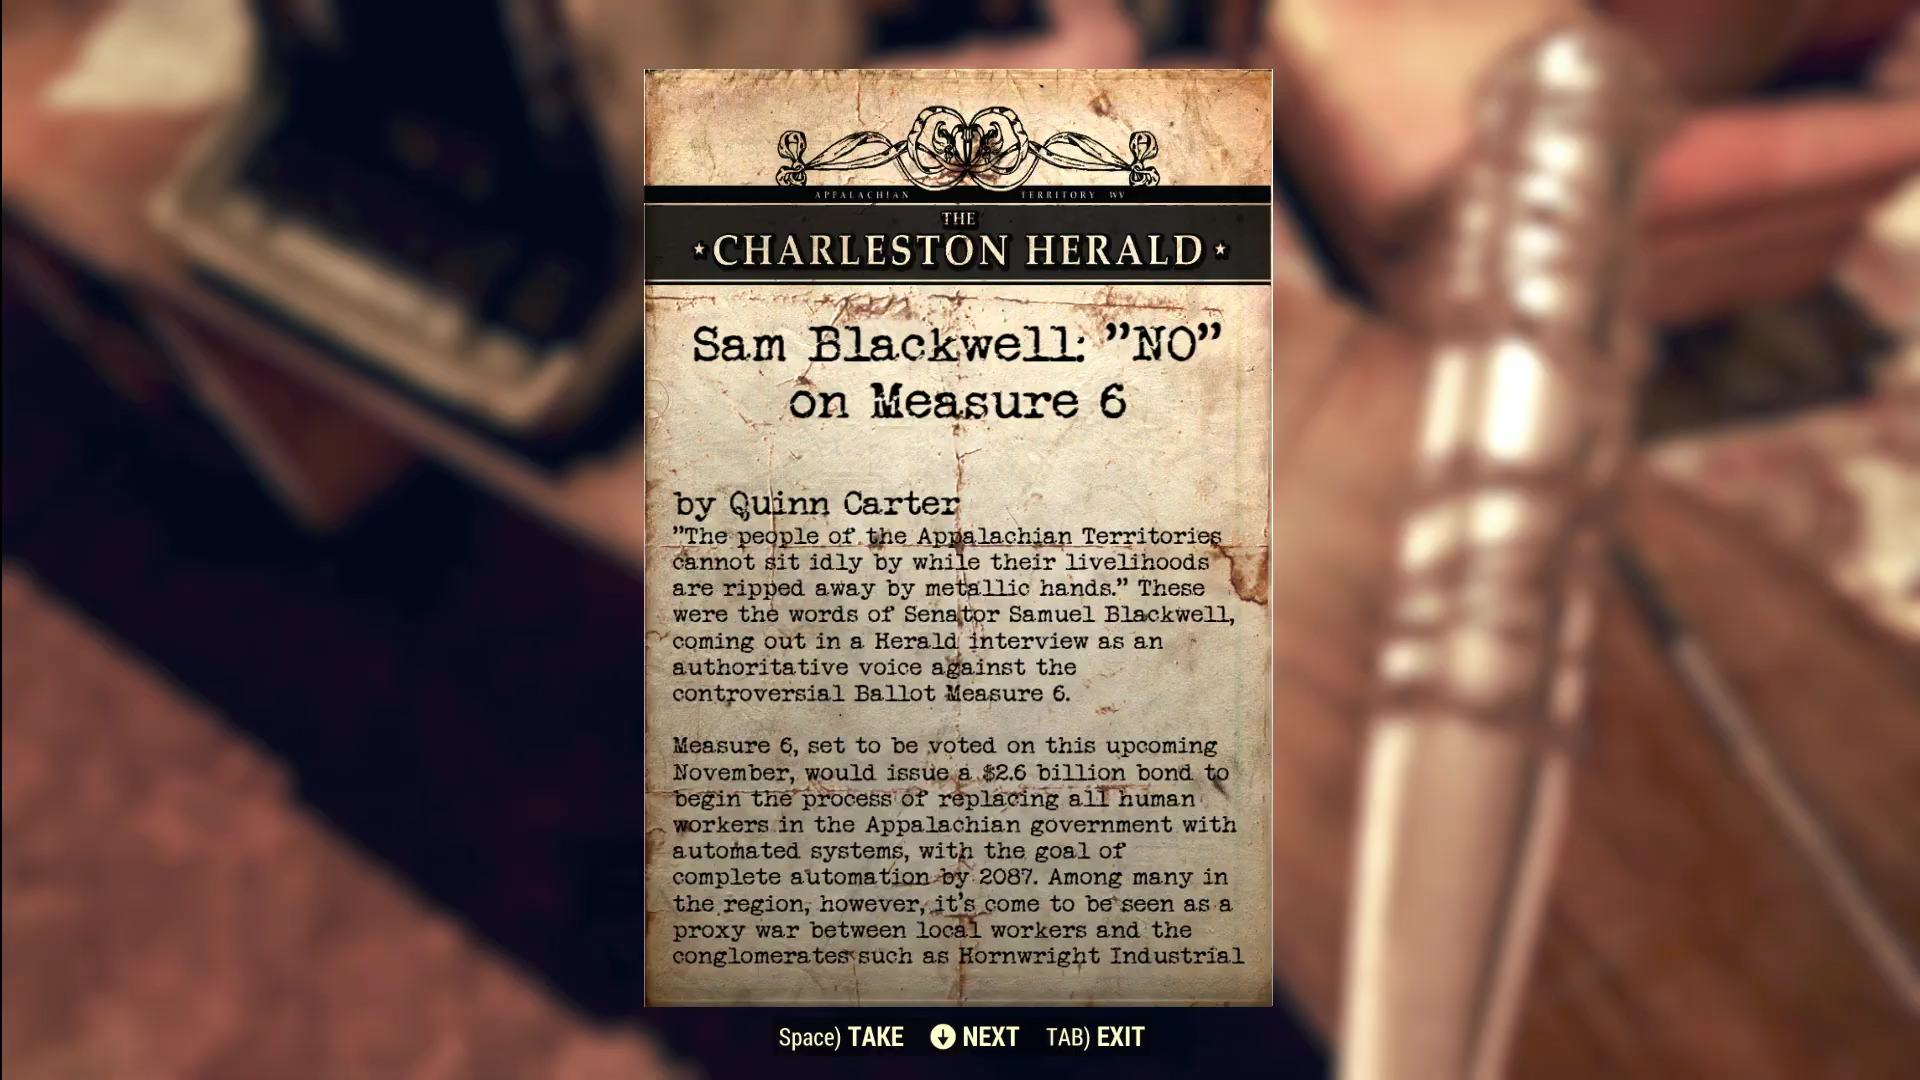 APPALACHIAN TERRITORY WV
THE
CHARLESTON HERALD
Sam Blackwell: "NO"
on Measure 6
by Quinn Carter
"The people of the Appalachian Territories
cannot sit idly by while their livelihoods
are ripped away by metallic hands." These
were the words of Senator Samuel Blackwell,
coming out in a Herald interview as an
authoritative voice against the
controversial Ballot Measure 6.
Measure 6, set to be voted on this upcoming
November, would issue a $2.6 billion bond to
begin the process of replacing all human
workers in the Appalachian government with
automated systems, with the goal of
complete automation by 2087. Among many in
the region, however, it's come to be seen as a
proxy war between local workers and the
conglomerates such as Hornwright Industrial
Space) TAKE NEXT TAB) EXIT